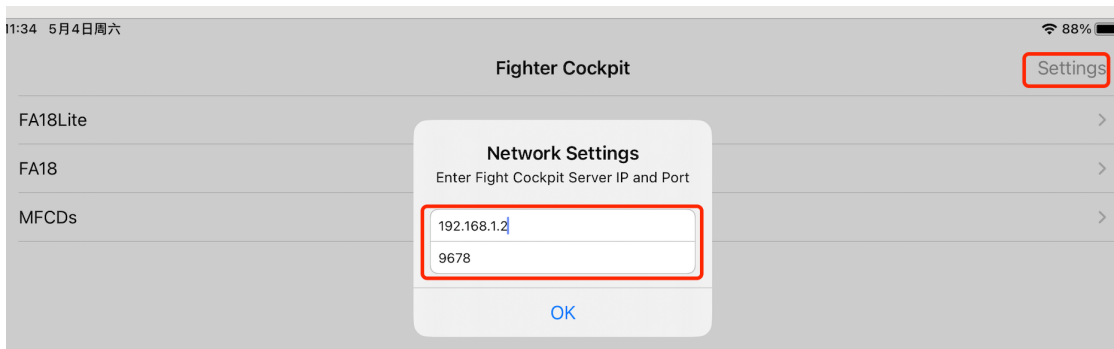 11:34 5月4日周六
88%
Fighter Cockpit
Settings
FA18Lite
FA18
MFCDs
Network Settings
Enter Fight Cockpit Server IP and Port
192.168.1.2
9678
OK